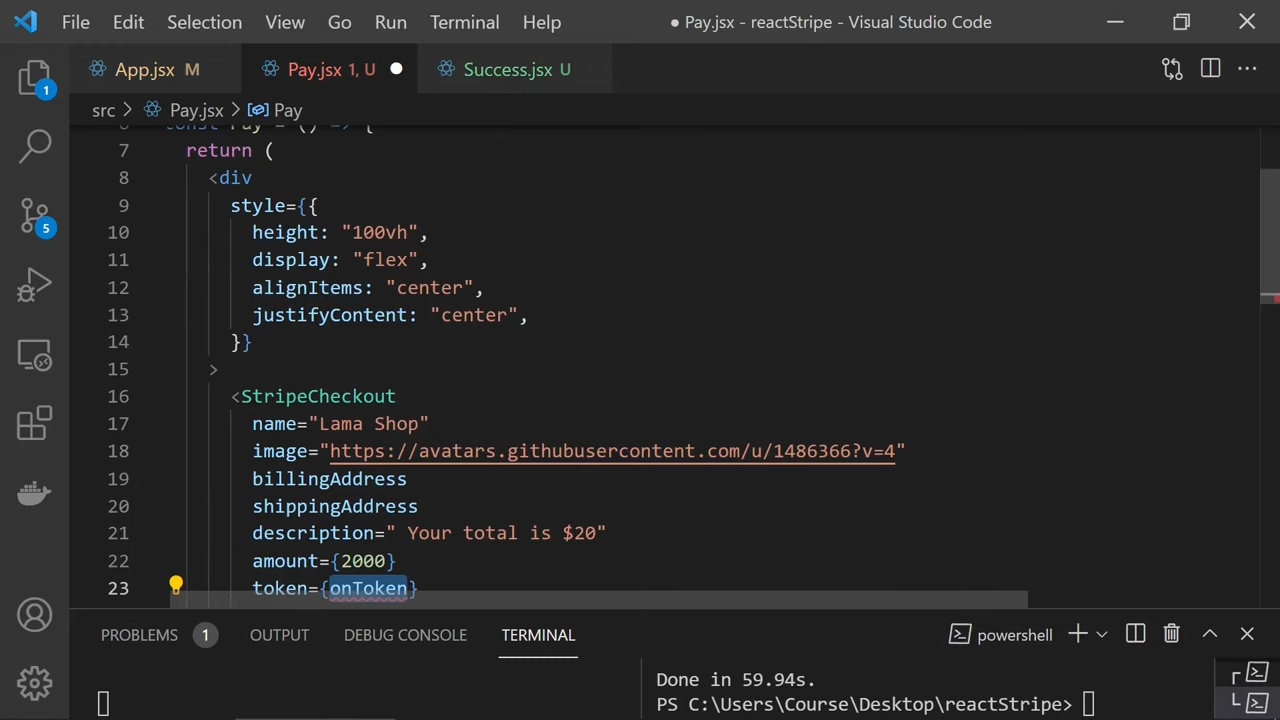 File Edit Selection View Go Run Terminal Help
● Pay.jsx - reactStripe - Visual Studio Code
App.jsx M
Pay.jsx 1, U
Success.jsx U
src > Pay.jsx > Pay
6 const Pay = () => {
7 return (
8 <div
9 style={{
10 height: "100vh",
11 display: "flex",
12 alignItems: "center",
13 justifyContent: "center",
14 }}
15 >
16 <StripeCheckout
17 name="Lama Shop"
18 image="https://avatars.githubusercontent.com/u/1486366?v=4"
19 billingAddress
20 shippingAddress
21 description=" Your total is $20"
22 amount={2000}
23 token={onToken}
1
5
PROBLEMS 1 OUTPUT DEBUG CONSOLE TERMINAL
powershell
Done in 59.94s.
PS C:\Users\Course\Desktop\reactStripe>